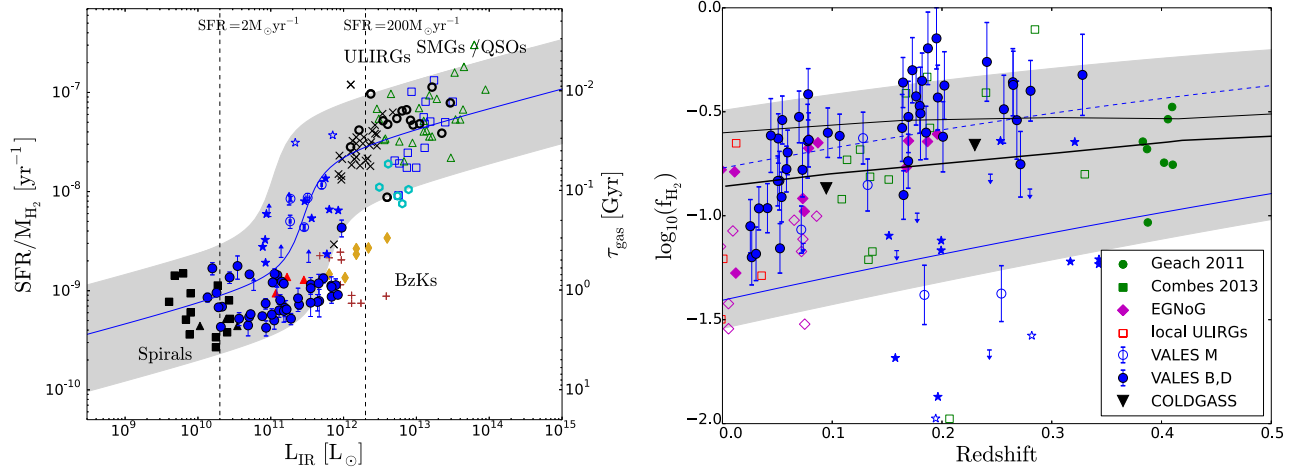 SFR=2M⊙yr⁻¹ SFR=200M⊙yr⁻¹
ULIRGs SMGs /QSOs
BzKs
Spirals
10⁻⁷
10⁻⁸
10⁻⁹
10⁻¹⁰
SFR/M_H₂ [yr⁻¹]
10⁻²
10⁻¹
10⁰
10¹
τ_gas [Gyr]
10⁹ 10¹⁰ 10¹¹ 10¹² 10¹³ 10¹⁴ 10¹⁵
L_IR [L⊙]
0.0
-0.5
-1.0
-1.5
-2.0
log₁₀(f_H₂)
Geach 2011
Combes 2013
EGNoG
local ULIRGs
VALES M
VALES B,D
COLDGASS
0.0 0.1 0.2 0.3 0.4 0.5
Redshift